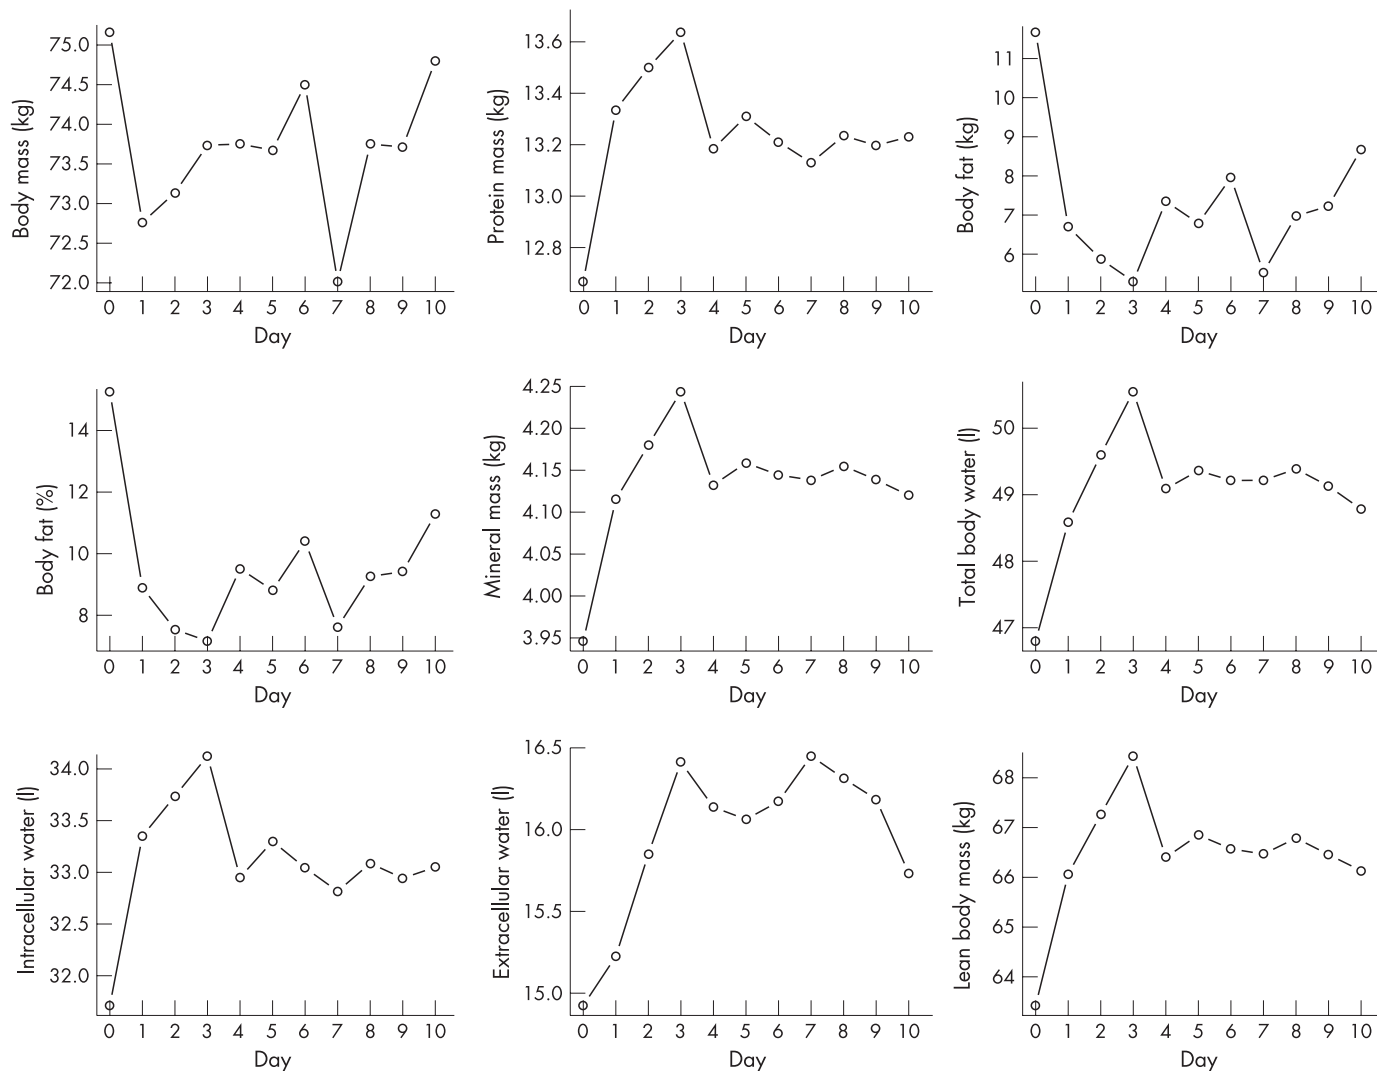 Body mass (kg)
75.0
74.5
74.0
73.5
73.0
72.5
72.0
0 1 2 3 4 5 6 7 8 9 10
Day
Protein mass (kg)
13.6
13.4
13.2
13.0
12.8
0 1 2 3 4 5 6 7 8 9 10
Day
Body fat (kg)
11
10
9
8
7
6
0 1 2 3 4 5 6 7 8 9 10
Day
Body fat (%)
14
12
10
8
0 1 2 3 4 5 6 7 8 9 10
Day
Mineral mass (kg)
4.25
4.20
4.15
4.10
4.05
4.00
3.95
0 1 2 3 4 5 6 7 8 9 10
Day
Total body water (l)
50
49
48
47
0 1 2 3 4 5 6 7 8 9 10
Day
Intracellular water (l)
34.0
33.5
33.0
32.5
32.0
0 1 2 3 4 5 6 7 8 9 10
Day
Extracellular water (l)
16.5
16.0
15.5
15.0
0 1 2 3 4 5 6 7 8 9 10
Day
Lean body mass (kg)
68
67
66
65
64
0 1 2 3 4 5 6 7 8 9 10
Day